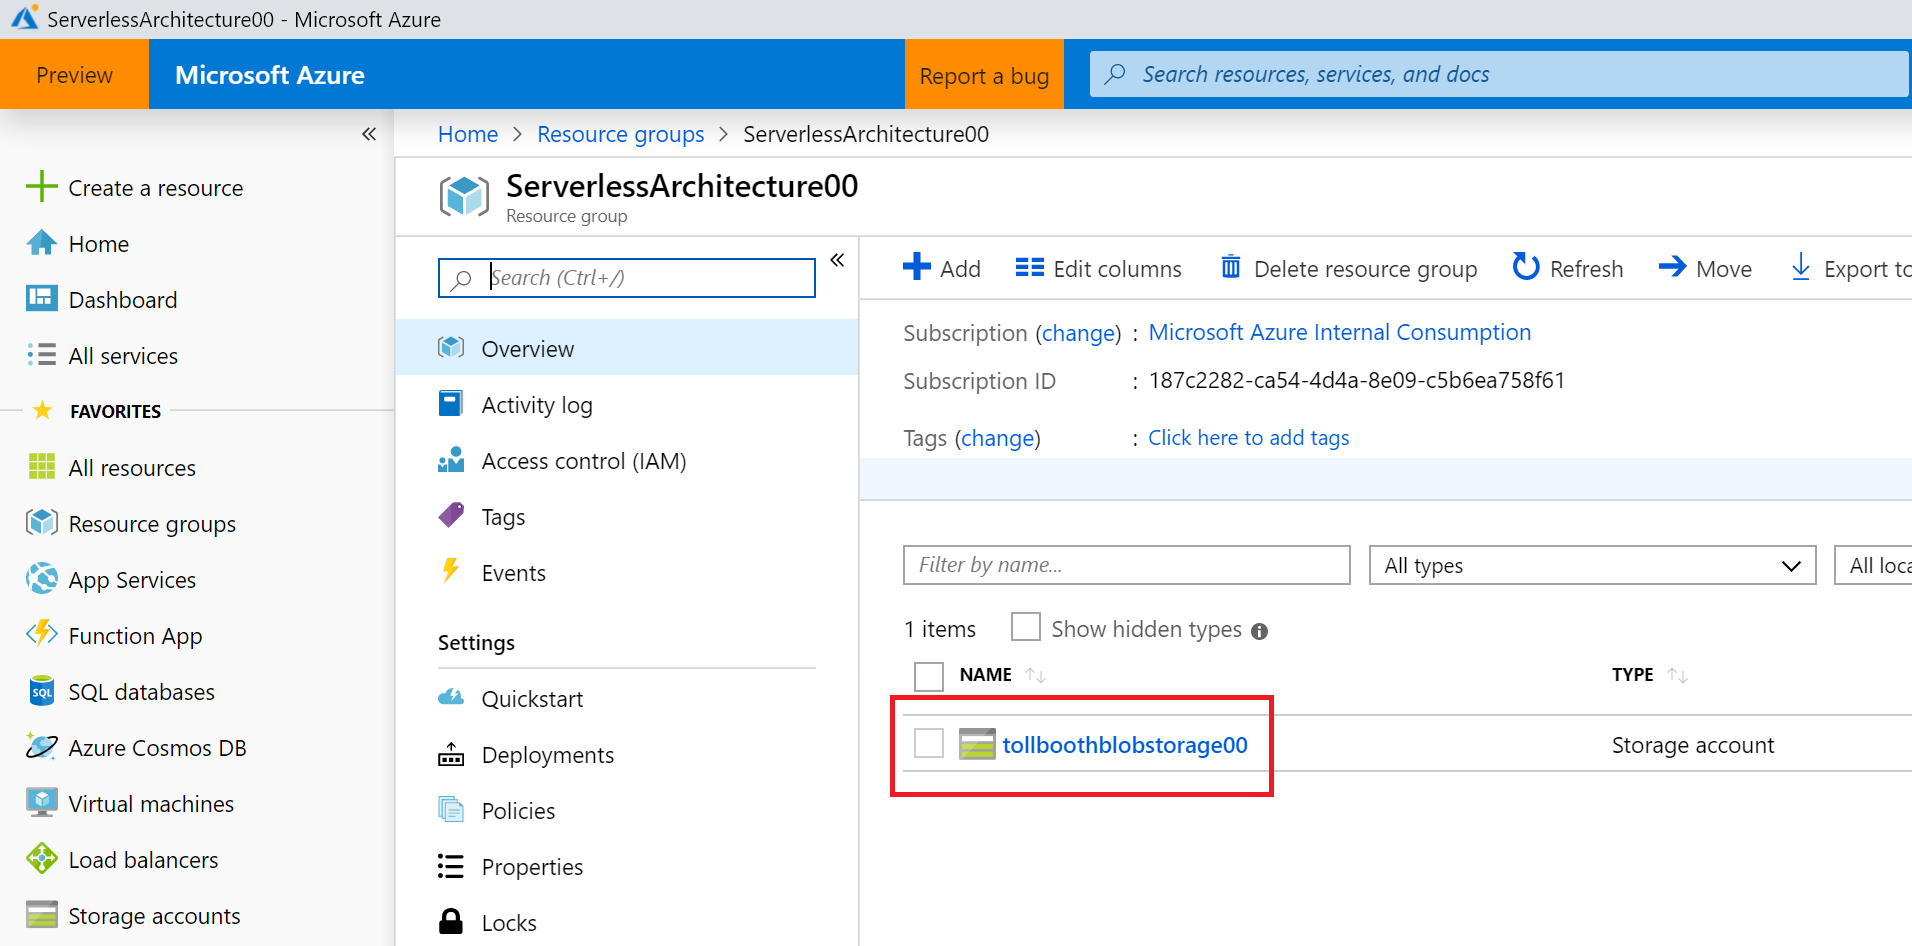 ServerlessArchitecture00 - Microsoft Azure
Preview
Microsoft Azure
Report a bug
Search resources, services, and docs
Home > Resource groups > ServerlessArchitecture00
Create a resource
Home
Dashboard
All services
FAVORITES
All resources
Resource groups
App Services
Function App
SQL
SQL databases
Azure Cosmos DB
Virtual machines
Load balancers
Storage accounts
ServerlessArchitecture00
Resource group
Search (Ctrl+/)
Overview
Activity log
Access control (IAM)
Tags
Events
Settings
Quickstart
Deployments
Policies
Properties
Locks
Add Edit columns Delete resource group Refresh Move Export to
Subscription (change) : Microsoft Azure Internal Consumption
Subscription ID : 187c2282-ca54-4d4a-8e09-c5b6ea758f61
Tags (change) : Click here to add tags
Filter by name... All types All loca
1 items Show hidden types
NAME TYPE
tollboothblobstorage00 Storage account